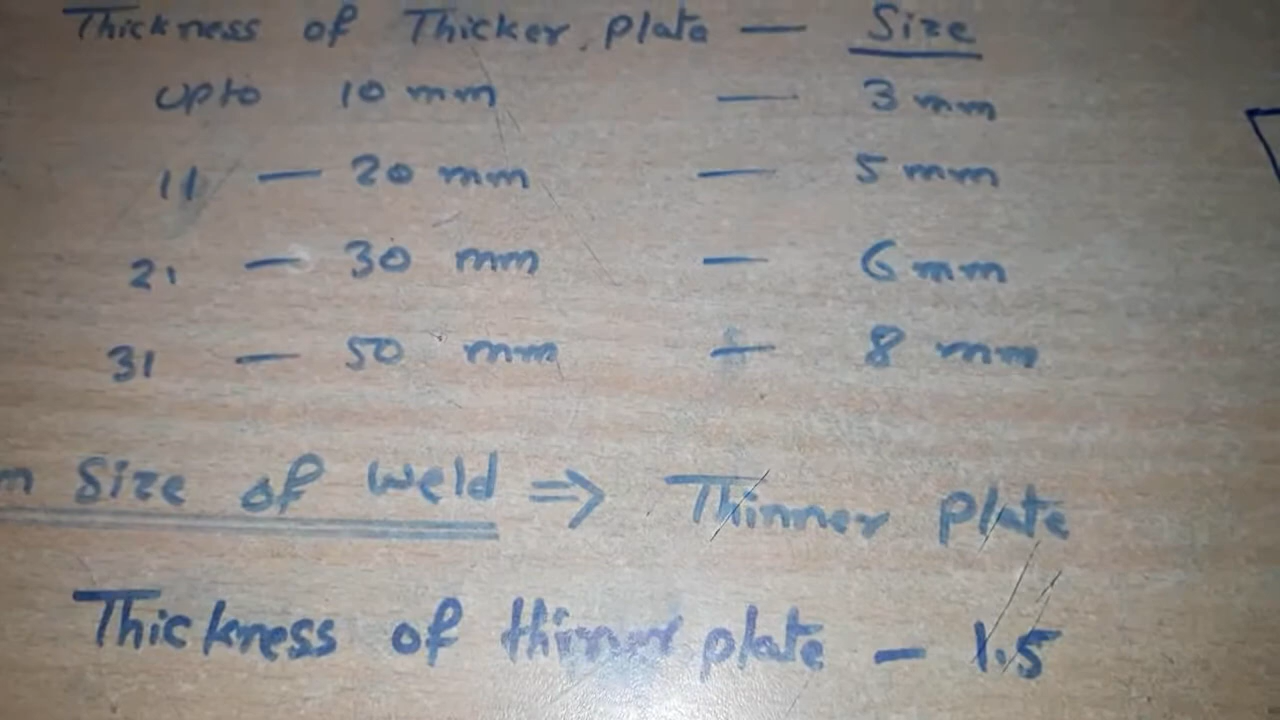 Thickness of Thicker plate — Size
upto 10 mm — 3 mm
11 — 20 mm — 5 mm
21 — 30 mm — 6 mm
31 — 50 mm — 8 mm
m Size of weld ⇒ Thinner plate
Thickness of thinner plate — 1.5